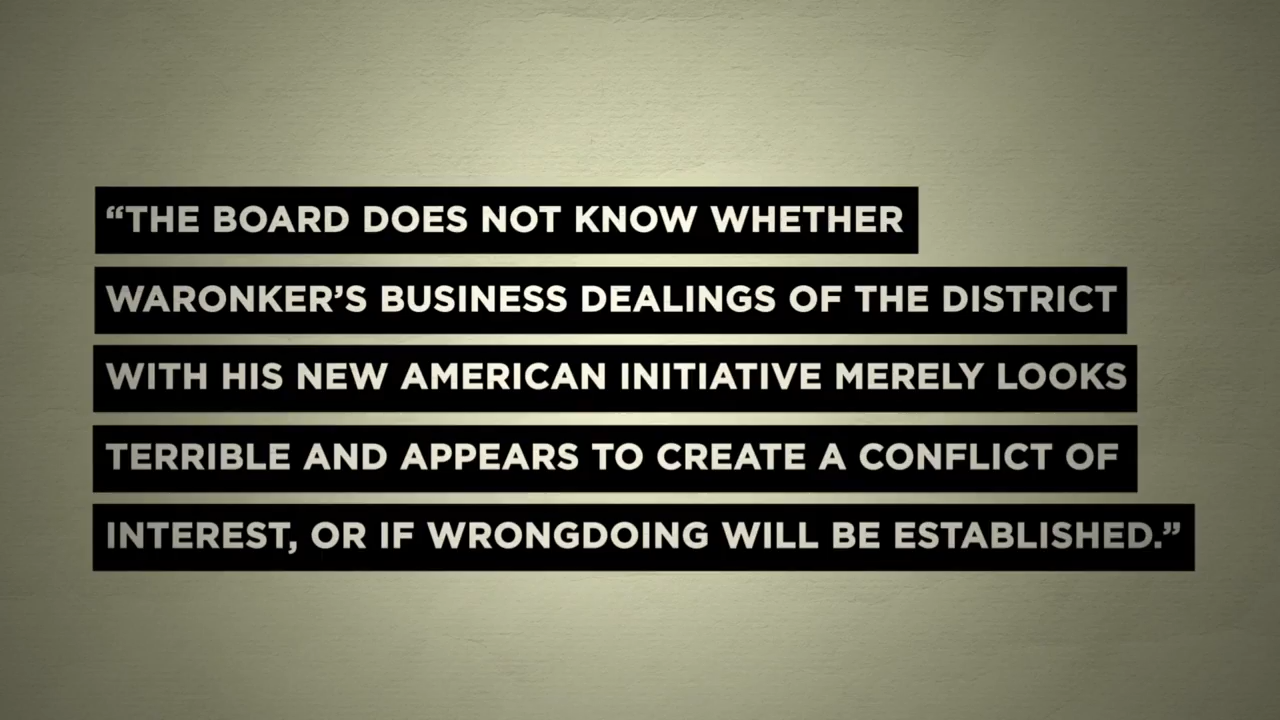 “THE BOARD DOES NOT KNOW WHETHER
WARONKER’S BUSINESS DEALINGS OF THE DISTRICT
WITH HIS NEW AMERICAN INITIATIVE MERELY LOOKS
TERRIBLE AND APPEARS TO CREATE A CONFLICT OF
INTEREST, OR IF WRONGDOING WILL BE ESTABLISHED.”